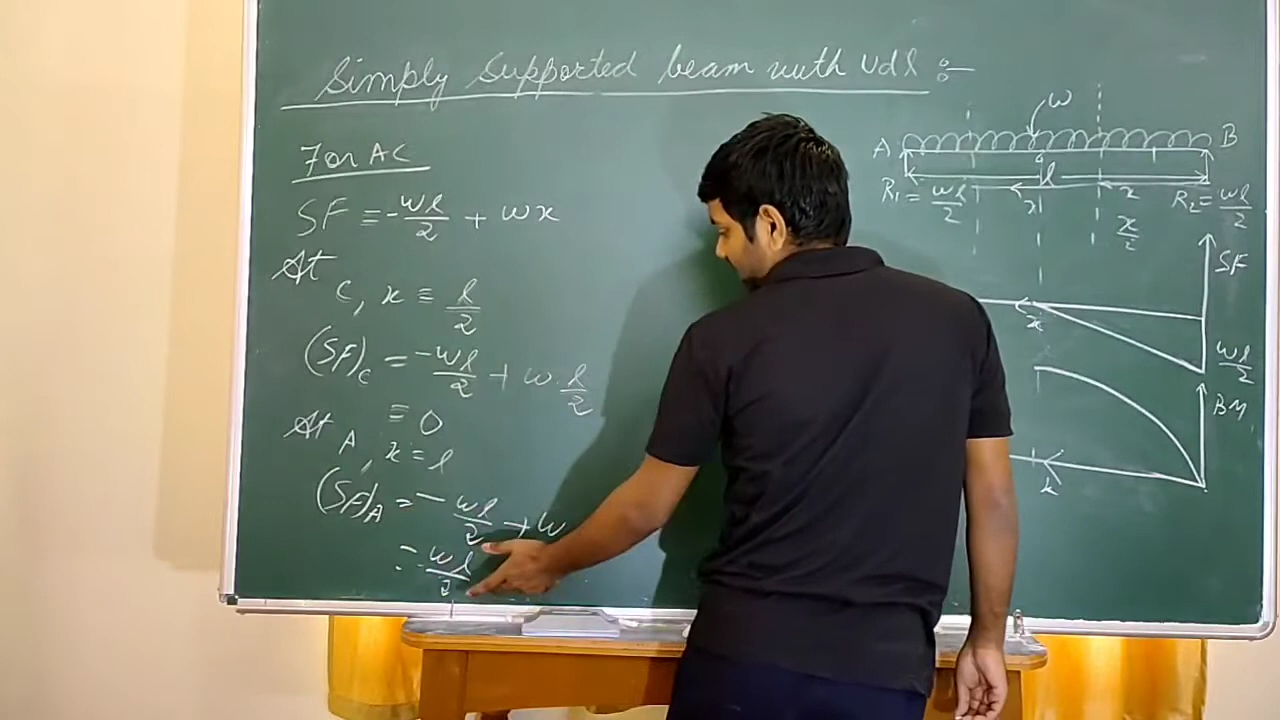 Simply Supported beam with Udl :-
For AC
SF = -wl/2 + wx
At
C, x = l/2
(SF)C = -wl/2 + w.l/2
= 0
At A, x = l
(SF)A = - wl/2 + w
= wl/2
w
A
B
l
R1 = wl/2
x
x
R2 = wl/2
x/2
SF
x
wl/2
BM
x